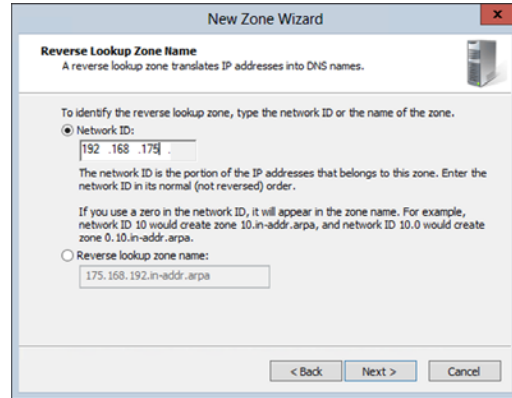 New Zone Wizard
x
Reverse Lookup Zone Name
A reverse lookup zone translates IP addresses into DNS names.
To identify the reverse lookup zone, type the network ID or the name of the zone.
Network ID:
192 .168 .175 .
The network ID is the portion of the IP addresses that belongs to this zone. Enter the
network ID in its normal (not reversed) order.
If you use a zero in the network ID, it will appear in the zone name. For example,
network ID 10 would create zone 10.in-addr.arpa, and network ID 10.0 would create
zone 0.10.in-addr.arpa.
Reverse lookup zone name:
175.168.192.in-addr.arpa
< Back Next > Cancel